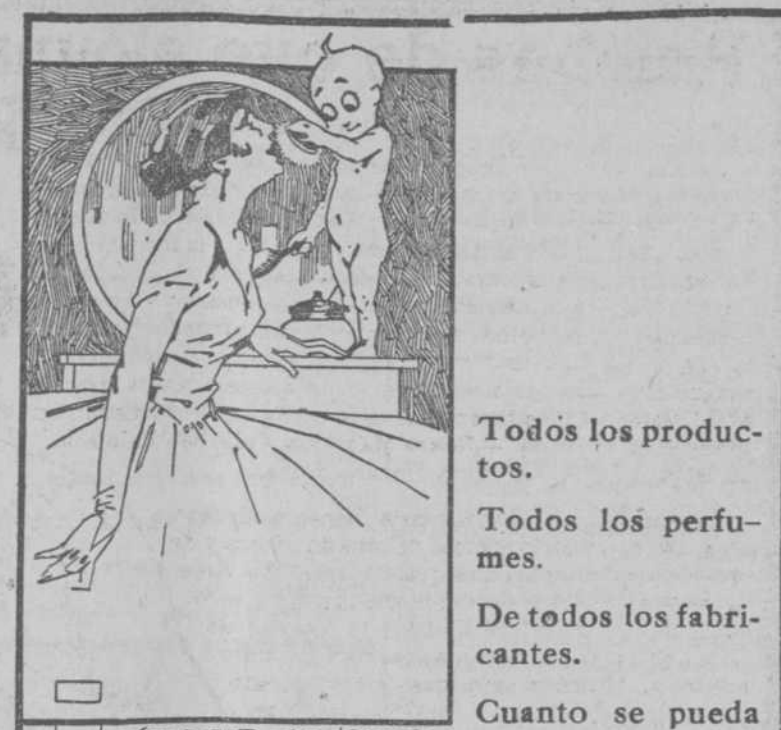 Todos los produc-
tos.
Todos los perfu-
mes.
De todos los fabri-
cantes.
Cuanto se pueda